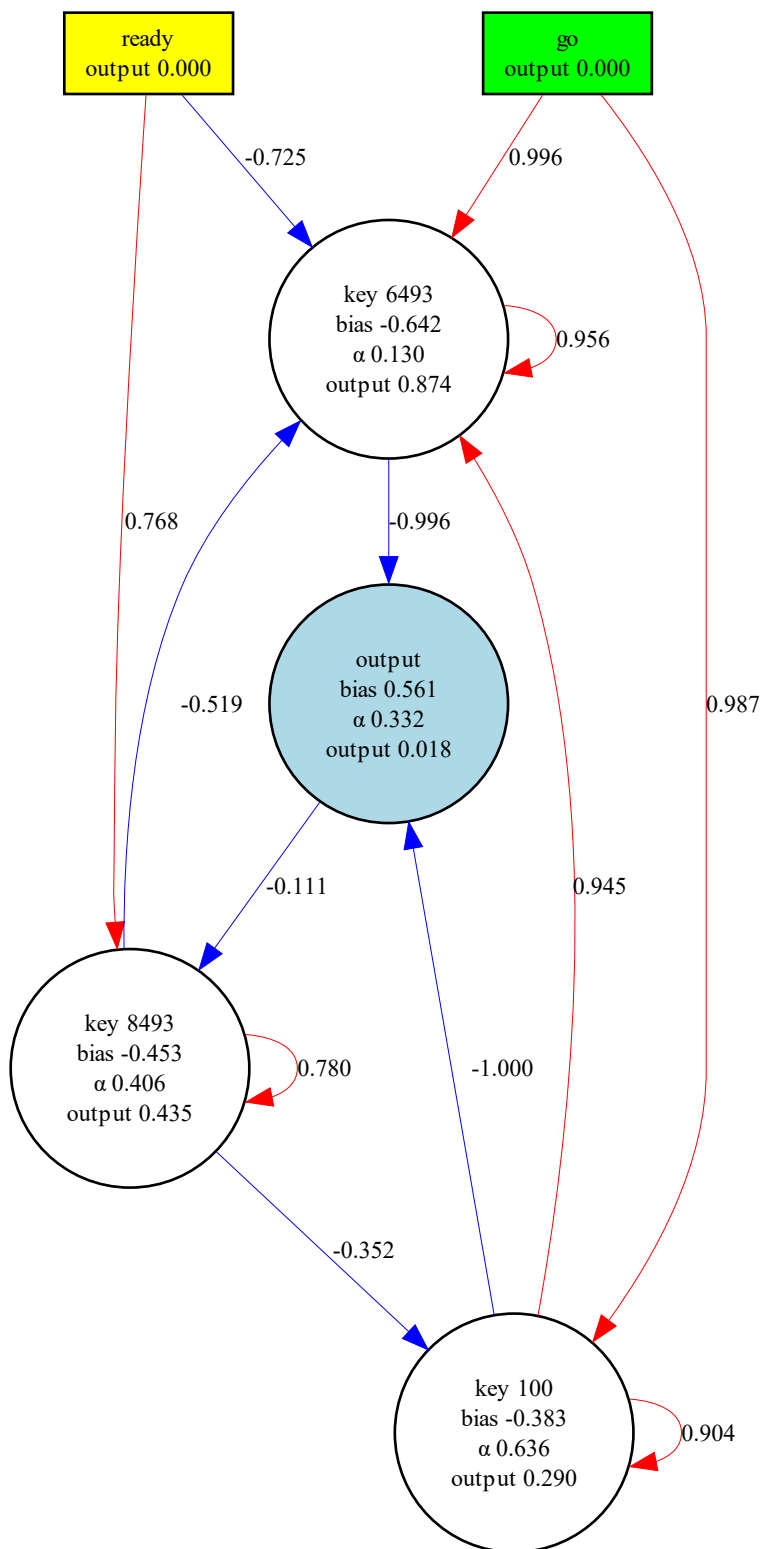 ready
output 0.000
go
output 0.000
-0.725
0.996
key 6493
bias -0.642
α 0.130
output 0.874
0.956
0.768
-0.996
output
bias 0.561
α 0.332
output 0.018
-0.519
0.987
-0.111
0.945
key 8493
bias -0.453
α 0.406
output 0.435
0.780
-1.000
-0.352
key 100
bias -0.383
α 0.636
output 0.290
0.904